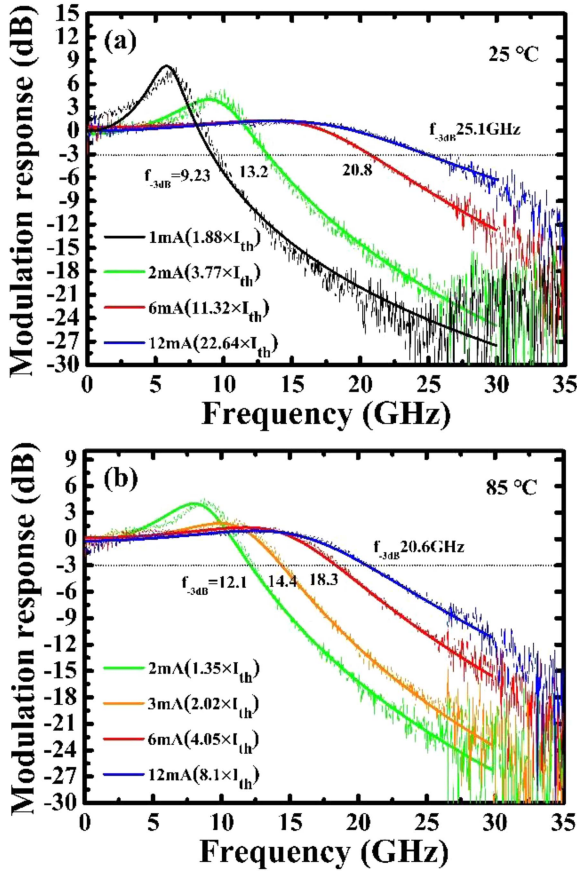 (a)
25 °C
Modulation response (dB)
15
12
9
6
3
0
-3
-6
-9
-12
-15
-18
-21
-24
-27
-30
f-3dB 25.1GHz
f-3dB=9.23
13.2
20.8
1mA(1.88×Ith)
2mA(3.77×Ith)
6mA(11.32×Ith)
12mA(22.64×Ith)
0 5 10 15 20 25 30 35
Frequency (GHz)
(b)
85 °C
Modulation response (dB)
9
6
3
0
-3
-6
-9
-12
-15
-18
-21
-24
-27
-30
f-3dB 20.6GHz
f-3dB=12.1
14.4
18.3
2mA(1.35×Ith)
3mA(2.02×Ith)
6mA(4.05×Ith)
12mA(8.1×Ith)
0 5 10 15 20 25 30 35
Frequency (GHz)